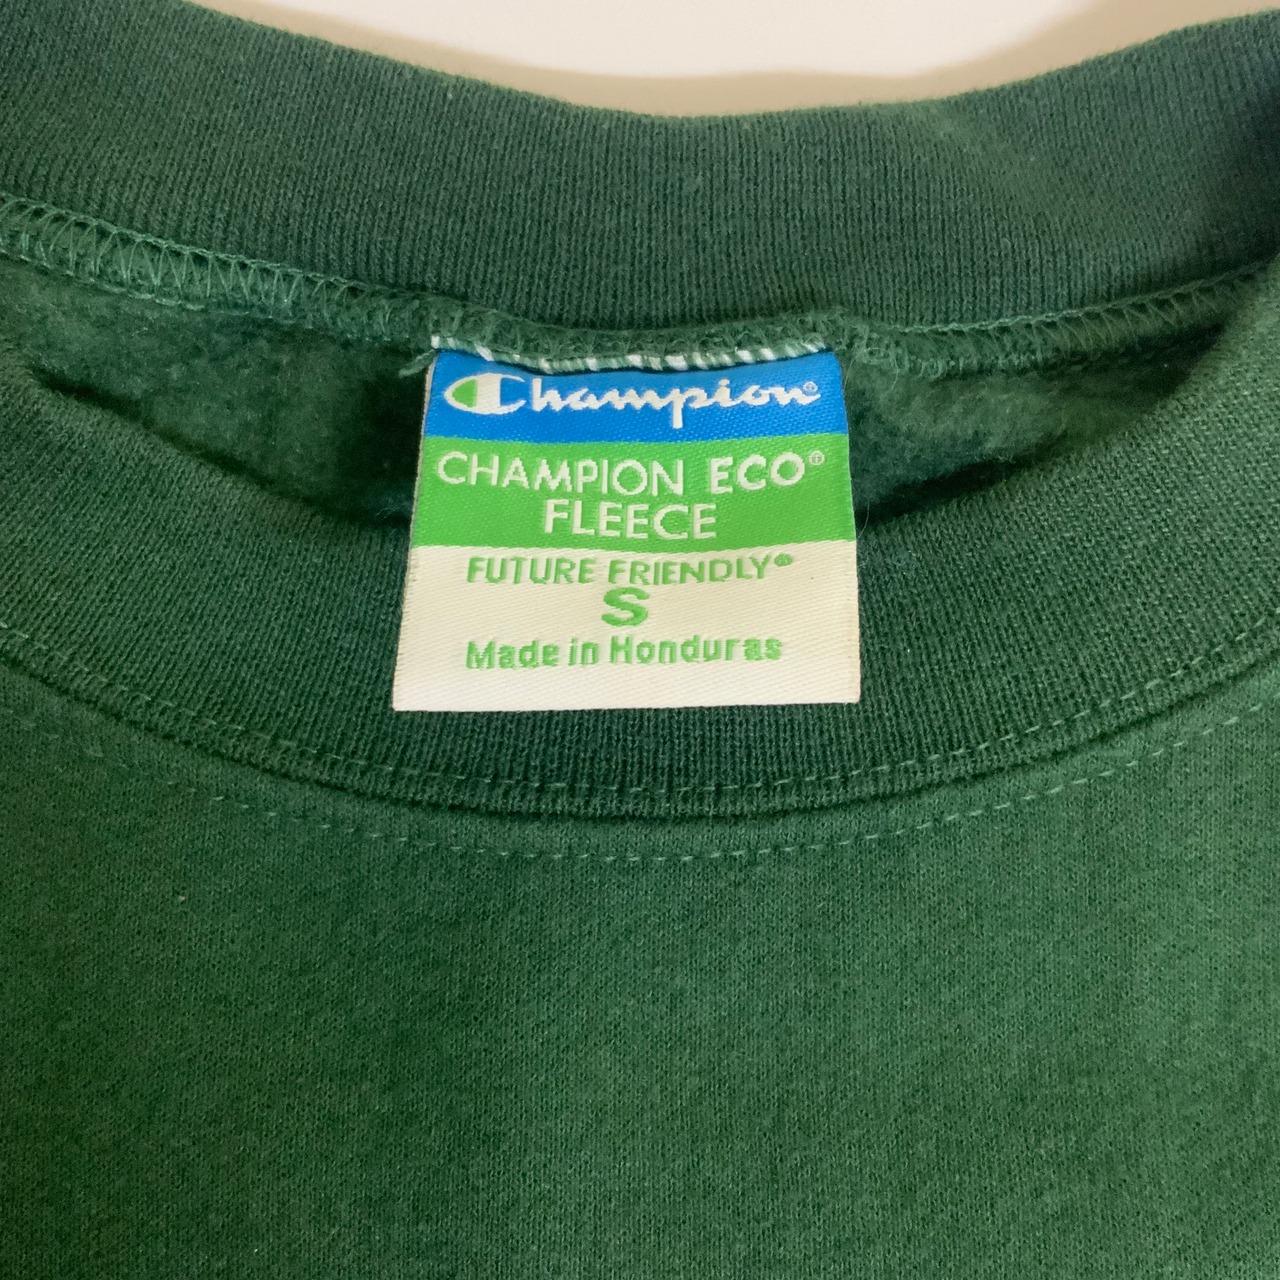 Champion®
CHAMPION ECO®
FLEECE
FUTURE FRIENDLY®
S
Made in Honduras